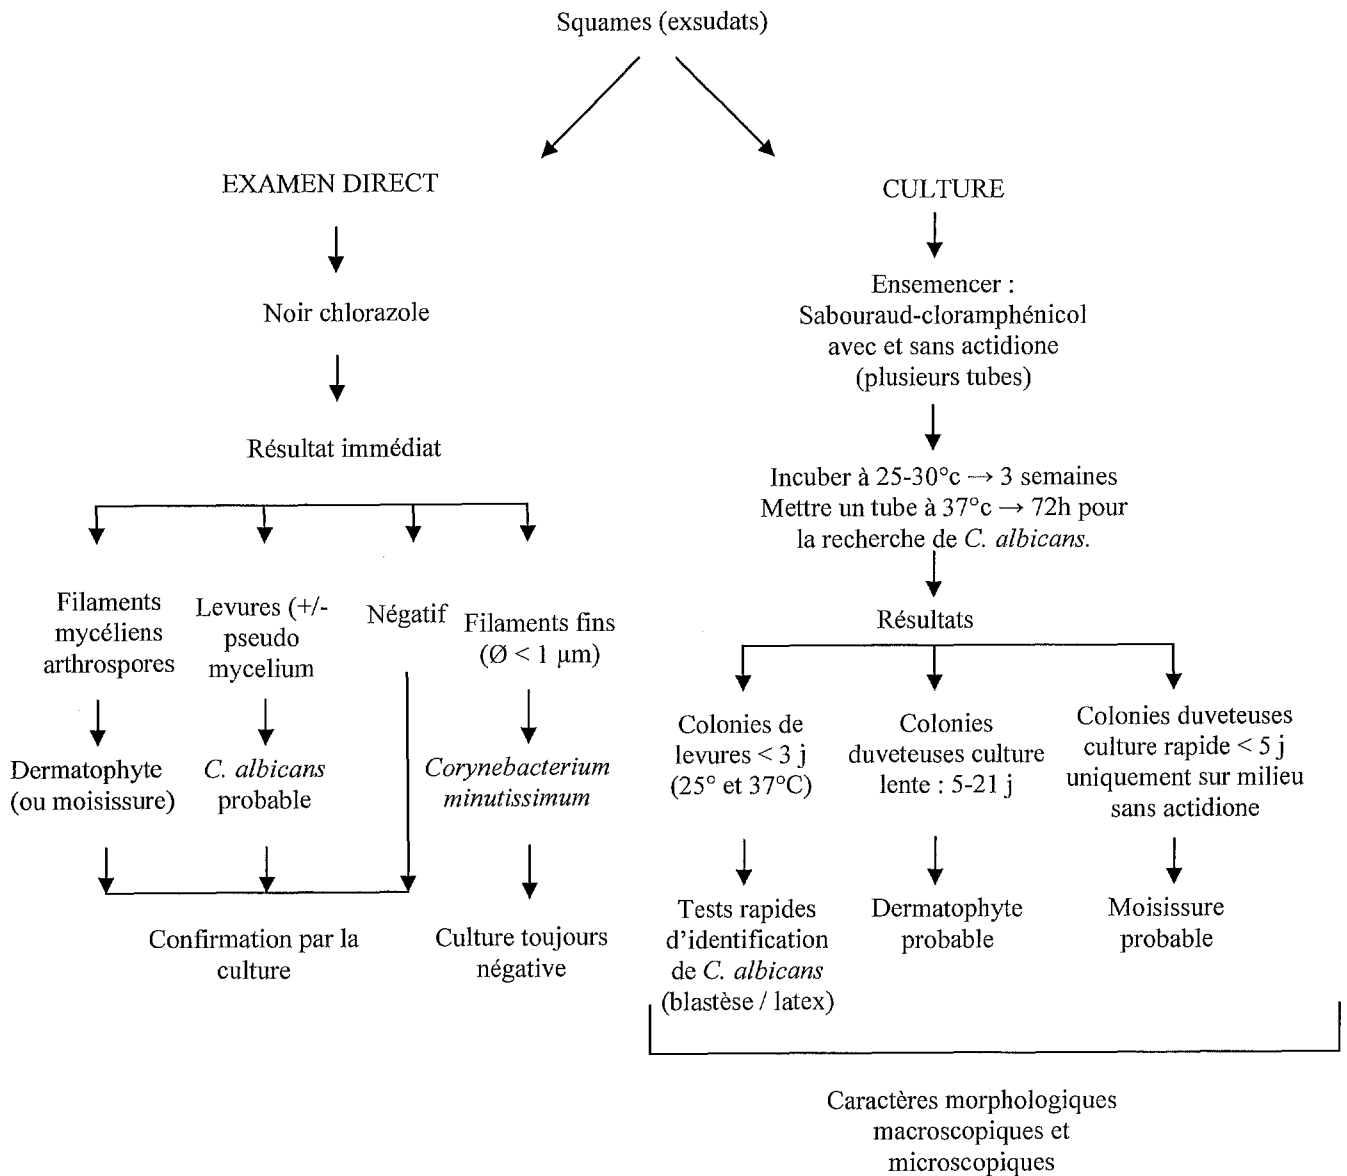 Squames (exsudats)
EXAMEN DIRECT
Noir chlorazole
Résultat immédiat
Filaments
mycéliens
arthrospores
Levures (+/-
pseudo
mycelium
Négatif
Filaments fins
(Ø < 1 µm)
Dermatophyte
(ou moisissure)
C. albicans
probable
Corynebacterium
minutissimum
Confirmation par la
culture
Culture toujours
négative
CULTURE
Ensemencer :
Sabouraud-cloramphénicol
avec et sans actidione
(plusieurs tubes)
Incuber à 25-30°c → 3 semaines
Mettre un tube à 37°c → 72h pour
la recherche de C. albicans.
Résultats
Colonies de
levures < 3 j
(25° et 37°C)
Colonies
duveteuses culture
lente : 5-21 j
Colonies duveteuses
culture rapide < 5 j
uniquement sur milieu
sans actidione
Tests rapides
d'identification
de C. albicans
(blastèse / latex)
Dermatophyte
probable
Moisissure
probable
Caractères morphologiques
macroscopiques et
microscopiques